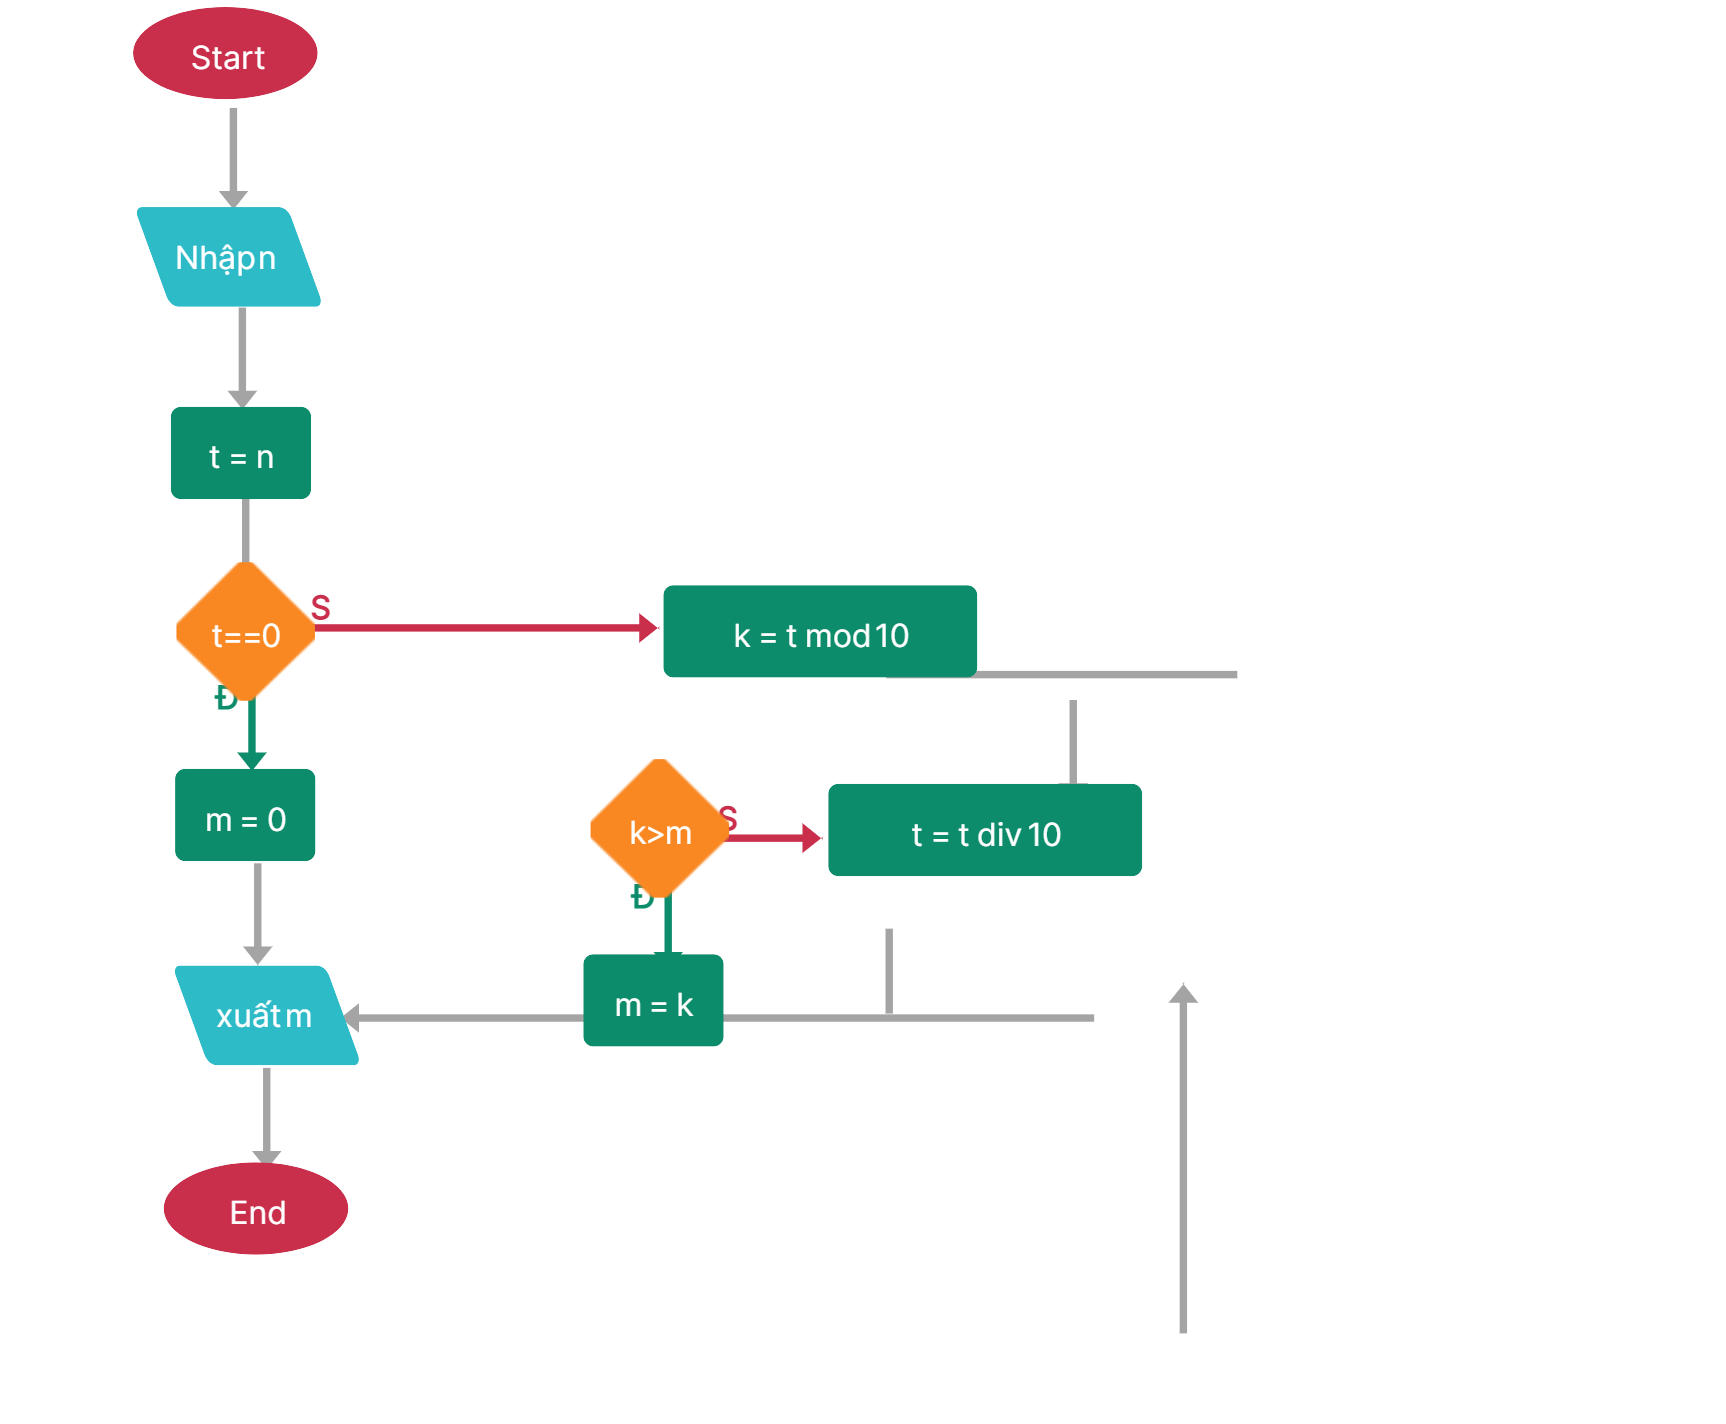 Start
Nhập n
t = n
t==0
S
k = t mod 10
Đ
m = 0
k>m
S
t = t div 10
Đ
m = k
xuất m
End